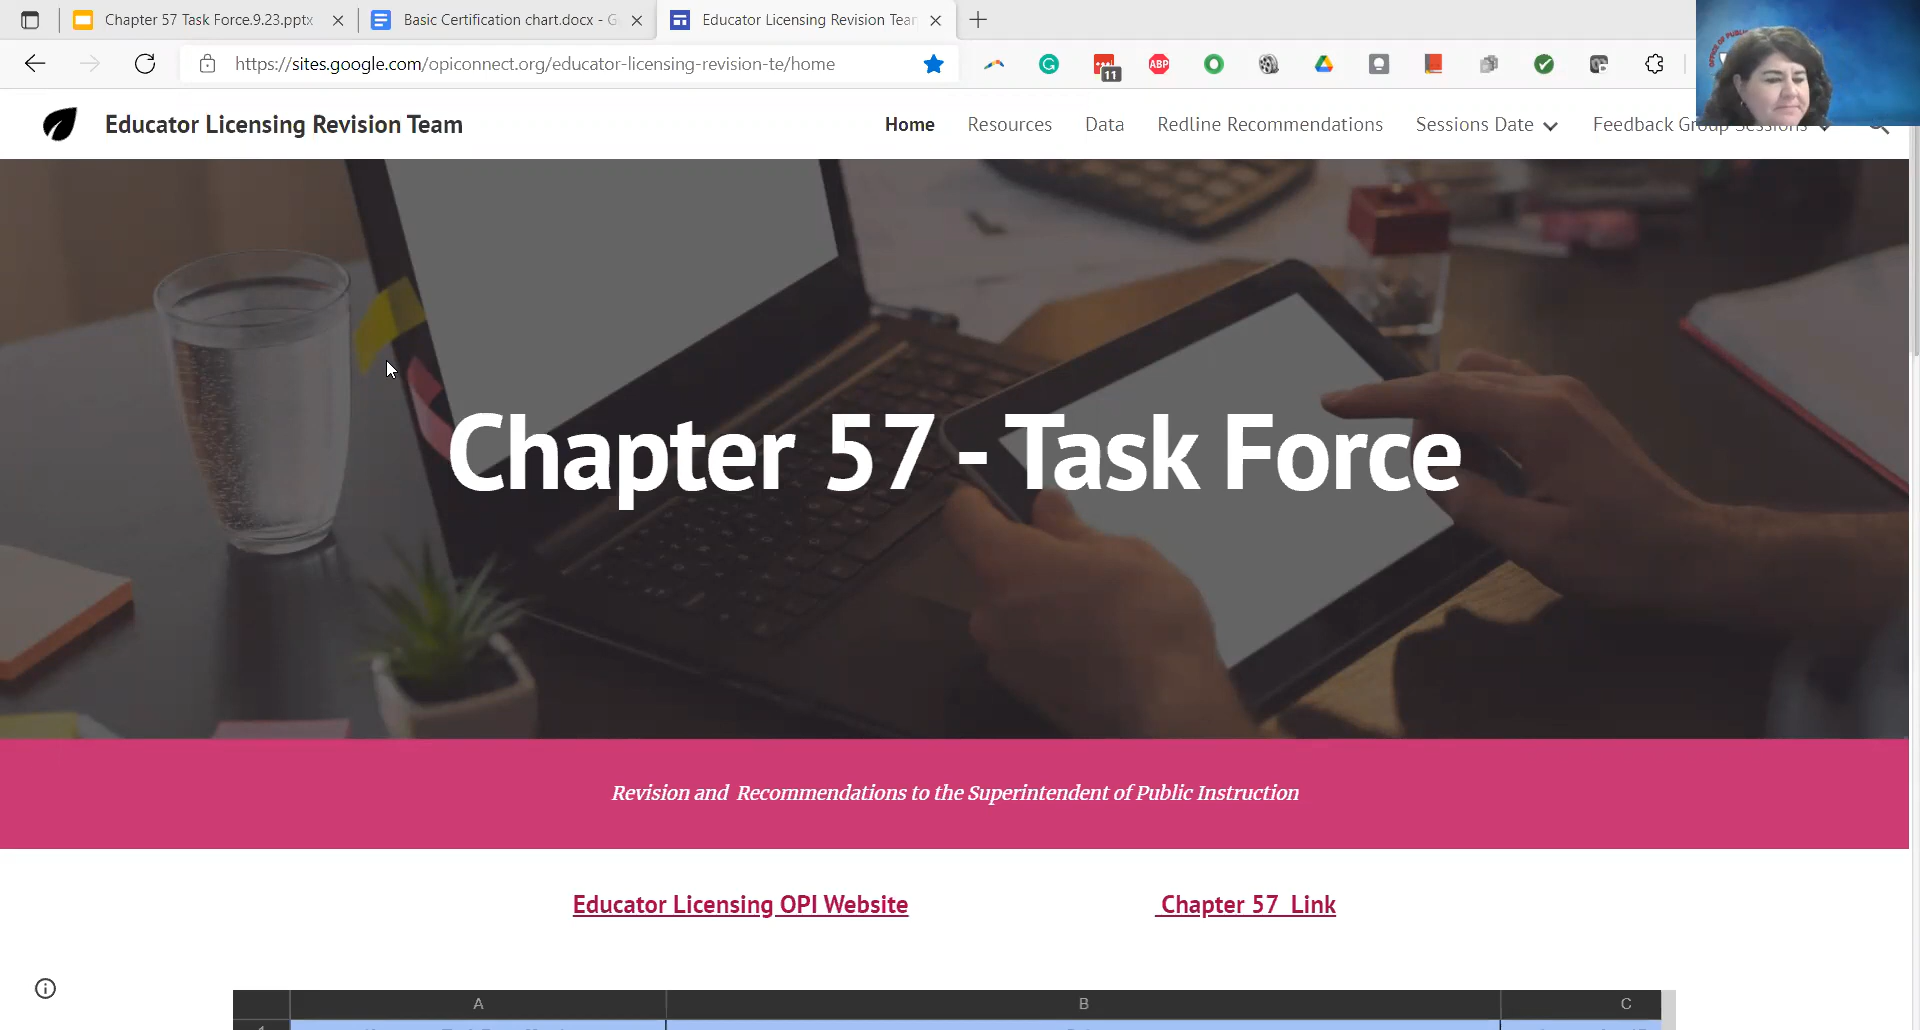 Chapter 57 Task Force.9.23.pptx
Basic Certification chart.docx - G
Educator Licensing Revision Tear
https://sites.google.com/opiconnect.org/educator-licensing-revision-te/home
ABP
11
Educator Licensing Revision Team
Home Resources Data Redline Recommendations Sessions Date Feedback Group Sessions
Chapter 57 - Task Force
Revision and Recommendations to the Superintendent of Public Instruction
Educator Licensing OPI Website Chapter 57 Link
A B C